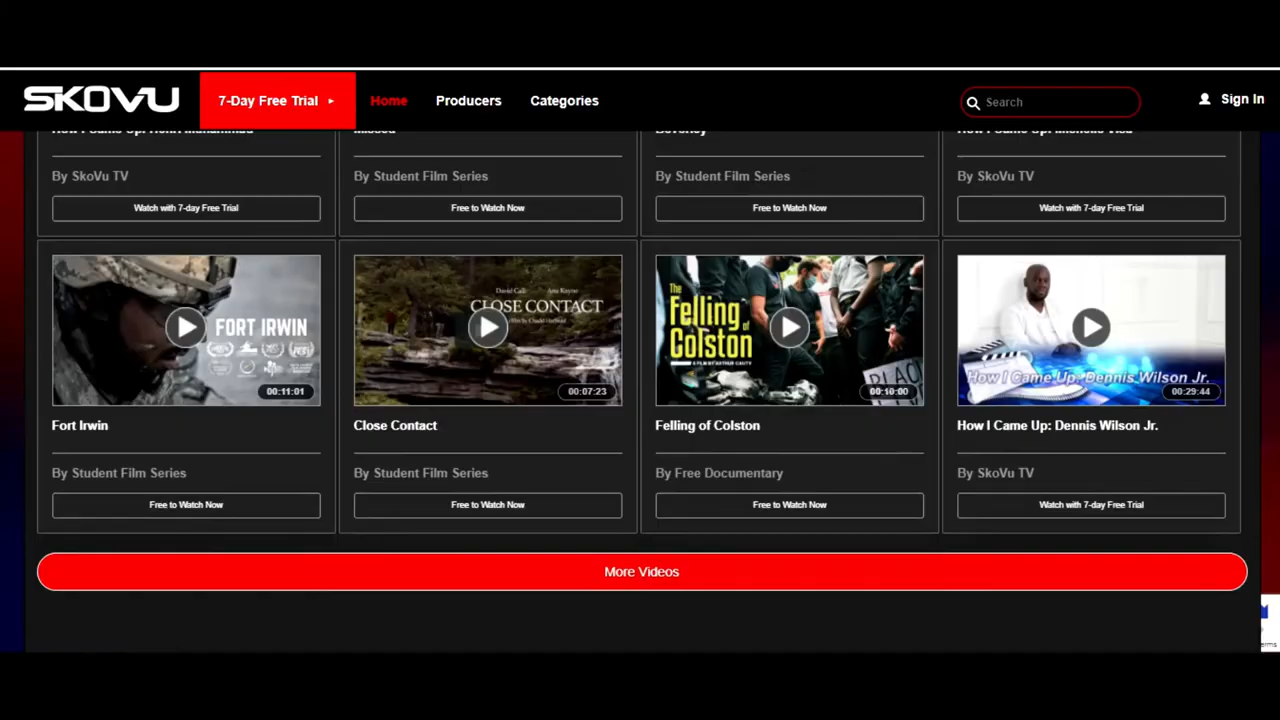 SKOVU
7-Day Free Trial
Home
Producers
Categories
Search
Sign In
By SkoVu TV
By Student Film Series
By Student Film Series
By SkoVu TV
Watch with 7-day Free Trial
Free to Watch Now
Free to Watch Now
Watch with 7-day Free Trial
FORT IRWIN
00:11:01
David Call
CLOSE CONTACT
00:07:23
The
Felling
of
Colston
A FILM BY ARTHUR CAUTY
00:10:00
How I Came Up: Dennis Wilson Jr.
00:29:44
Fort Irwin
Close Contact
Felling of Colston
How I Came Up: Dennis Wilson Jr.
By Student Film Series
By Student Film Series
By Free Documentary
By SkoVu TV
Free to Watch Now
Free to Watch Now
Free to Watch Now
Watch with 7-day Free Trial
More Videos